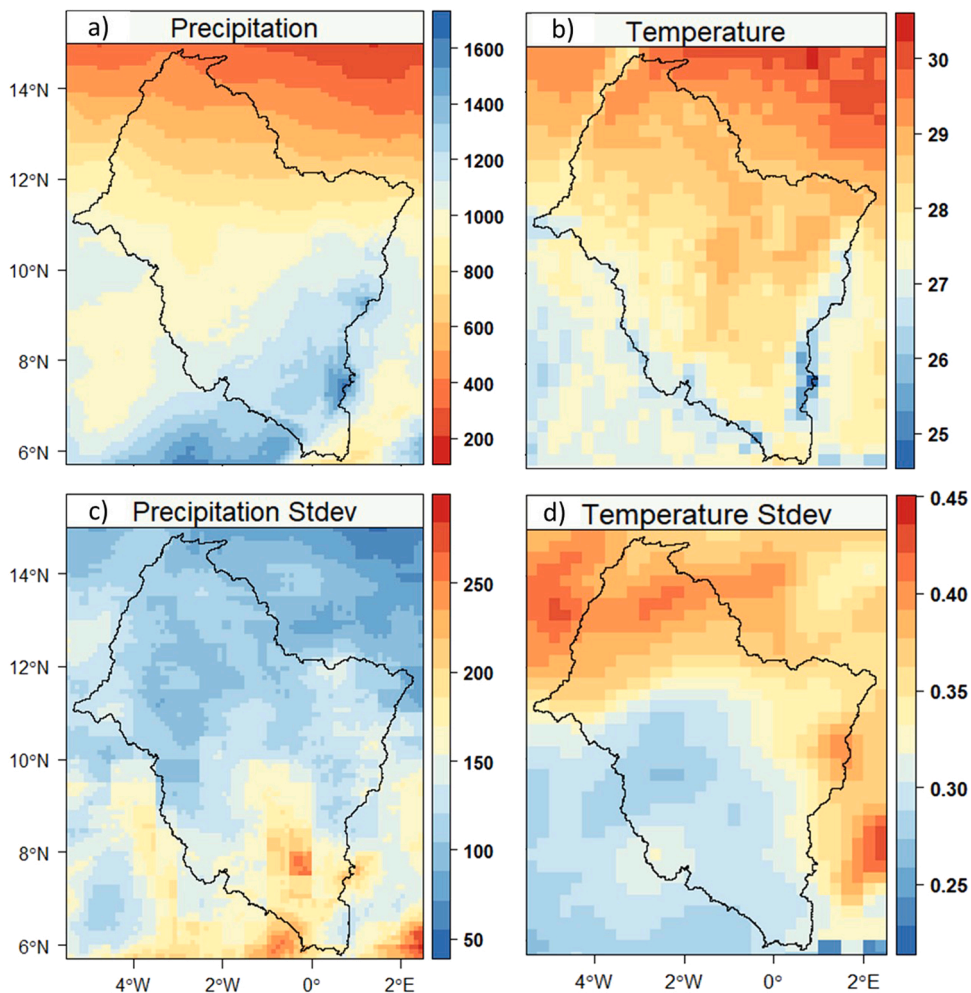 a) Precipitation
1600
1400
1200
1000
800
600
400
200
14°N
12°N
10°N
8°N
6°N
b) Temperature
30
29
28
27
26
25
c) Precipitation Stdev
250
200
150
100
50
14°N
12°N
10°N
8°N
6°N
4°W 2°W 0° 2°E
d) Temperature Stdev
0.45
0.40
0.35
0.30
0.25
4°W 2°W 0° 2°E